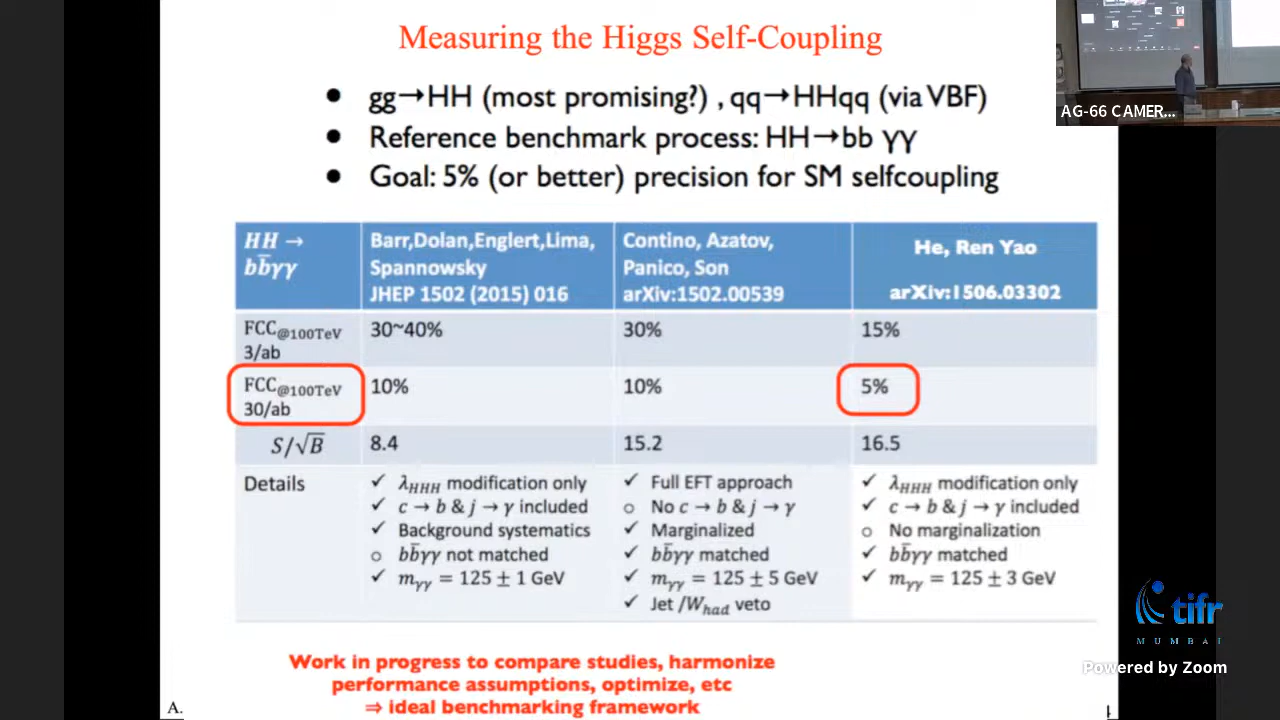 Measuring the Higgs Self-Coupling
● gg→HH (most promising?) , qq→HHqq (via VBF)
● Reference benchmark process: HH→bb γγ
● Goal: 5% (or better) precision for SM selfcoupling
AG-66 CAMER...
HH → bb̄γγ
Barr,Dolan,Englert,Lima,
Spannowsky
JHEP 1502 (2015) 016
Contino, Azatov,
Panico, Son
arXiv:1502.00539
He, Ren Yao
arXiv:1506.03302
FCC@100TeV
3/ab
30~40%
30%
15%
FCC@100TeV
30/ab
10%
10%
5%
S/√B
8.4
15.2
16.5
Details
✓ λHHH modification only
✓ c → b & j → γ included
✓ Background systematics
○ bb̄γγ not matched
✓ mγγ = 125 ± 1 GeV
✓ Full EFT approach
○ No c → b & j → γ
✓ Marginalized
✓ bb̄γγ matched
✓ mγγ = 125 ± 5 GeV
✓ Jet /Whad veto
✓ λHHH modification only
✓ c → b & j → γ included
○ No marginalization
✓ bb̄γγ matched
✓ mγγ = 125 ± 3 GeV
Work in progress to compare studies, harmonize
performance assumptions, optimize, etc
⇒ ideal benchmarking framework
A.
tifr
MUMBAI
Powered by Zoom